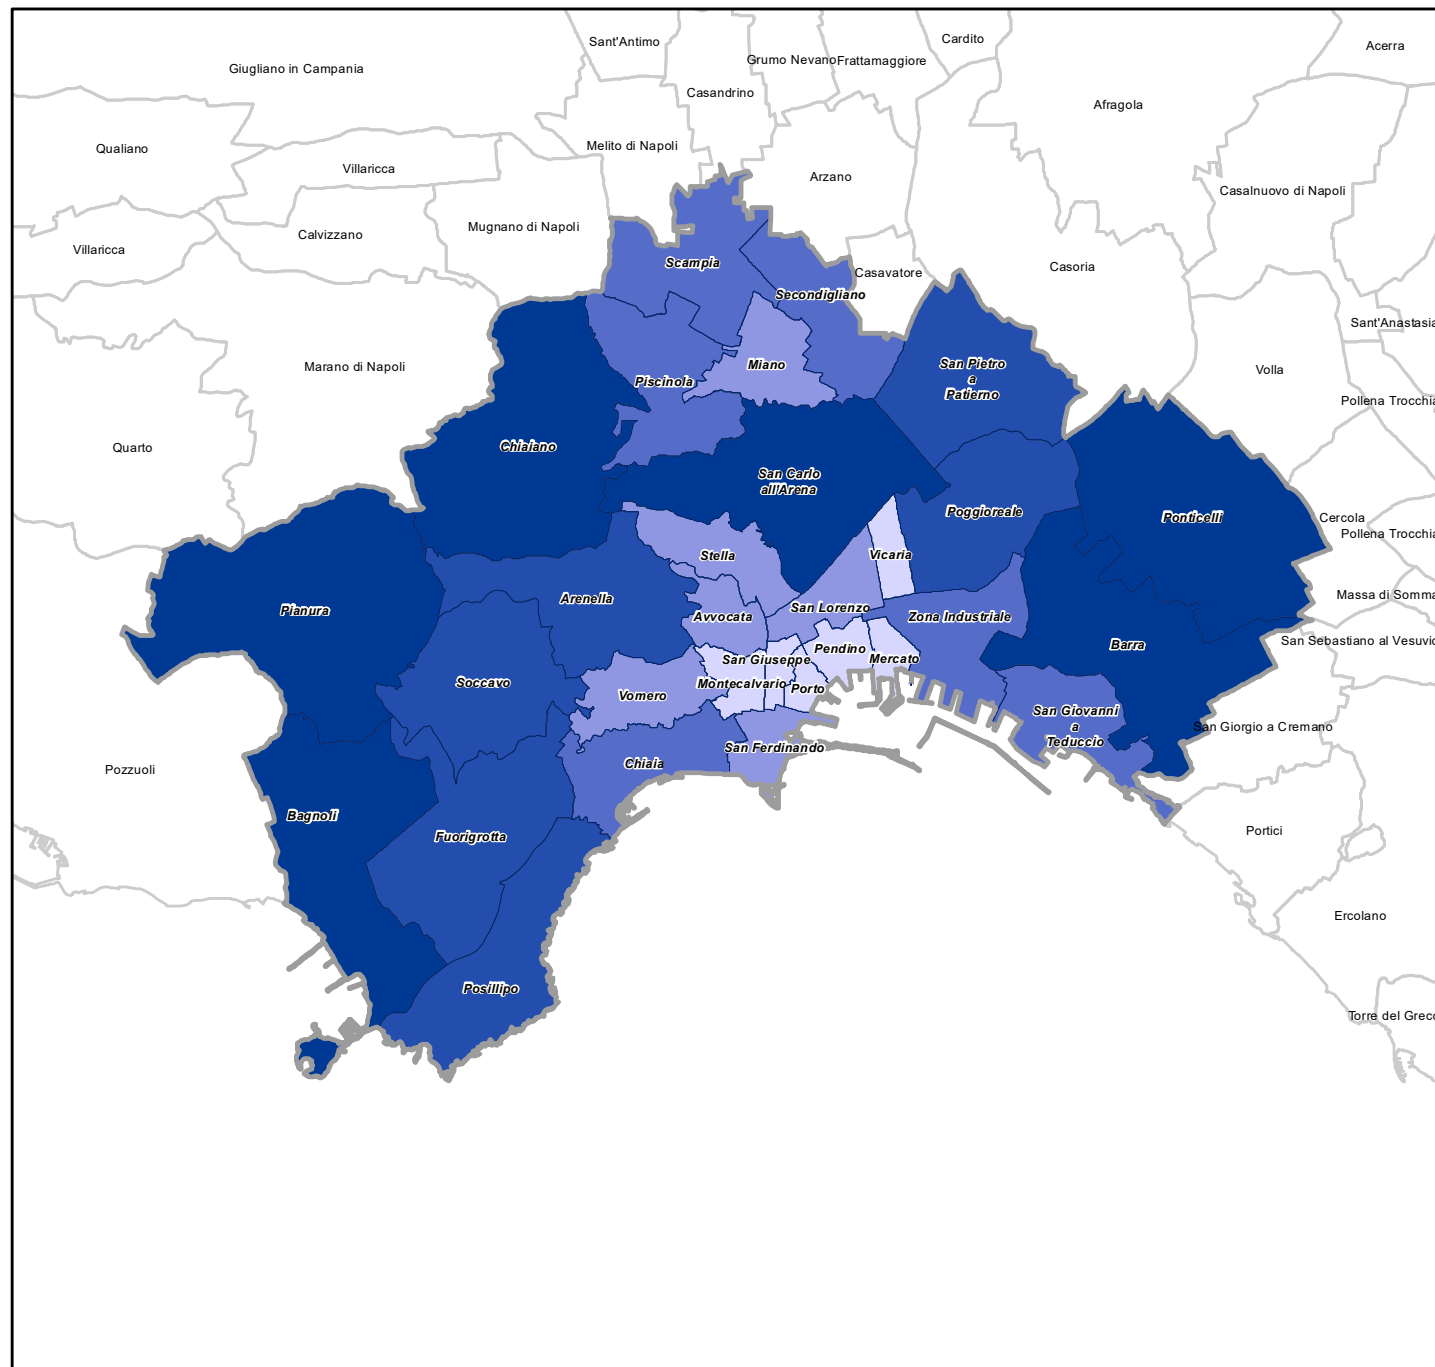 Sant'Antimo
Cardito
Acerra
Grumo Nevano
Frattamaggiore
Giugliano in Campania
Casandrino
Afragola
Qualiano
Melito di Napoli
Villaricca
Arzano
Casalnuovo di Napoli
Mugnano di Napoli
Calvizzano
Villaricca
Scampia
Casavatore
Casoria
Secondigliano
Sant'Anastasia
Marano di Napoli
Miano
San Pietro
a
Patierno
Volla
Piscinola
Pollena Trocchia
Quarto
Chiaiano
San Carlo
all'Arena
Poggioreale
Ponticelli
Cercola
Pollena Trocchia
Stella
Vicaria
Massa di Somma
Pianura
Arenella
Avvocata
San Lorenzo
Zona Industriale
Barra
San Sebastiano al Vesuvio
San Giuseppe
Pendino
Mercato
Soccavo
Vomero
Montecalvario
Porto
San Giovanni
a
Teduccio
San Giorgio a Cremano
San Ferdinando
Chiaia
Pozzuoli
Bagnoli
Fuorigrotta
Portici
Ercolano
Posillipo
Torre del Greco